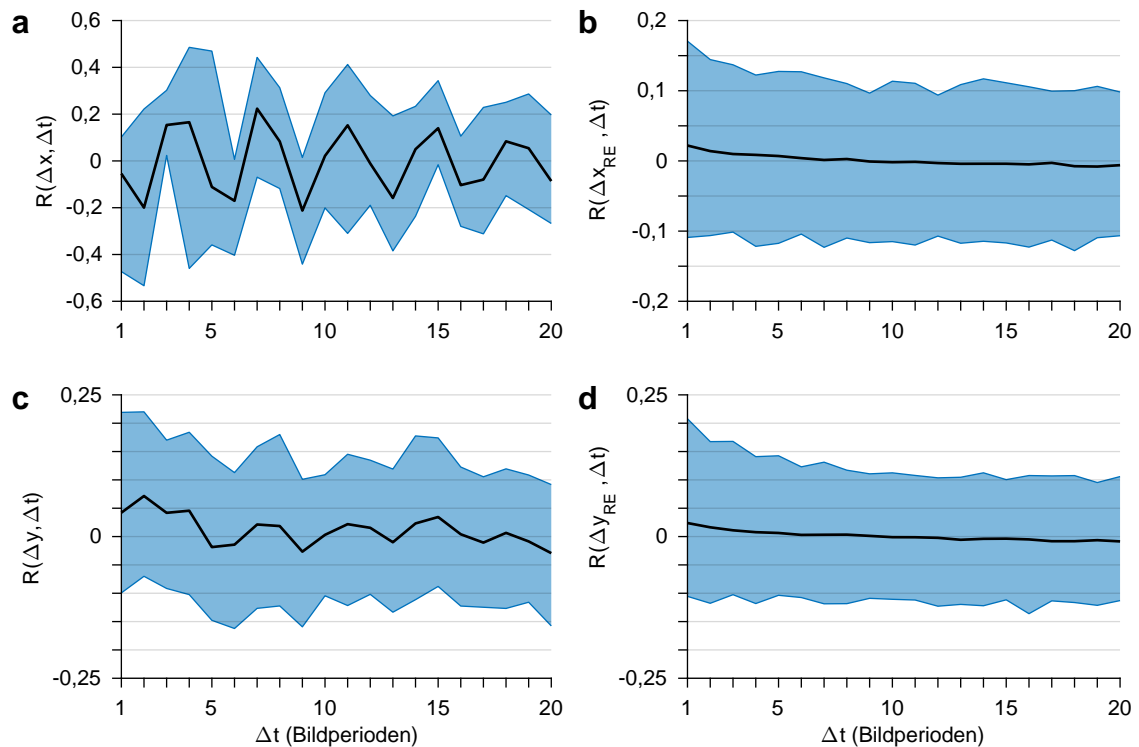 a
0,6
0,4
0,2
0
-0,2
-0,4
-0,6
R(Δx, Δt)
1 5 10 15 20
b
0,2
0,1
0
-0,1
-0,2
R(Δx_RE, Δt)
1 5 10 15 20
c
0,25
0
-0,25
R(Δy, Δt)
1 5 10 15 20
Δt (Bildperioden)
d
0,25
0
-0,25
R(Δy_RE, Δt)
1 5 10 15 20
Δt (Bildperioden)